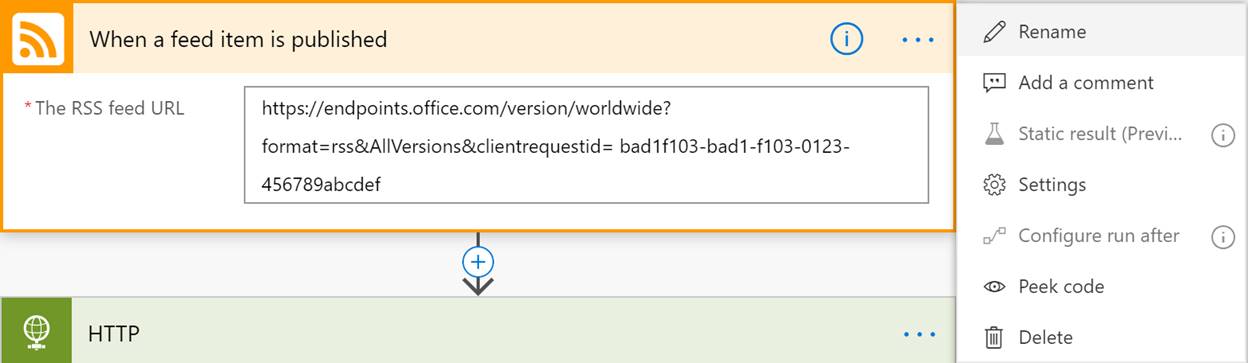 When a feed item is published
* The RSS feed URL
https://endpoints.office.com/version/worldwide?
format=rss&AllVersions&clientrequestid= bad1f103-bad1-f103-0123-
456789abcdef
HTTP
Rename
Add a comment
Static result (Previ...
Settings
Configure run after
Peek code
Delete